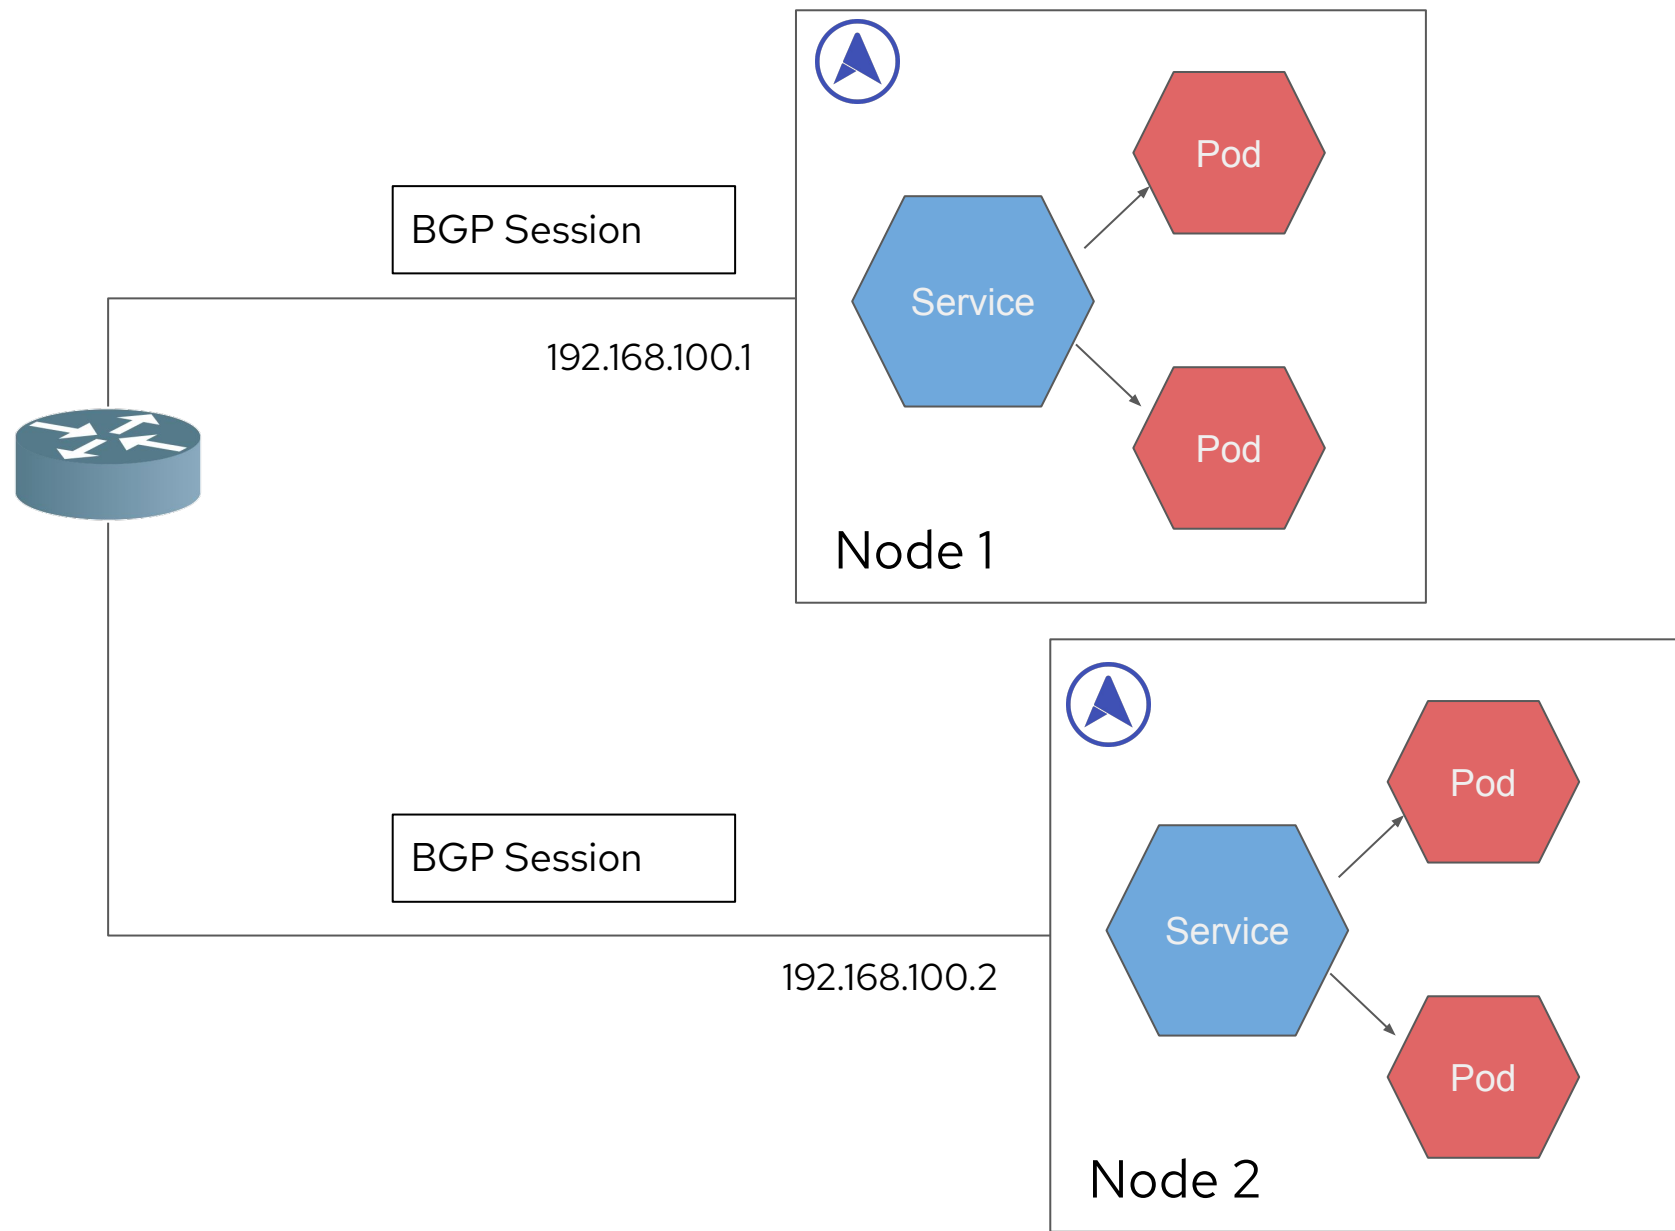 Pod
BGP Session
Service
192.168.100.1
Pod
Node 1
Pod
BGP Session
Service
192.168.100.2
Pod
Node 2